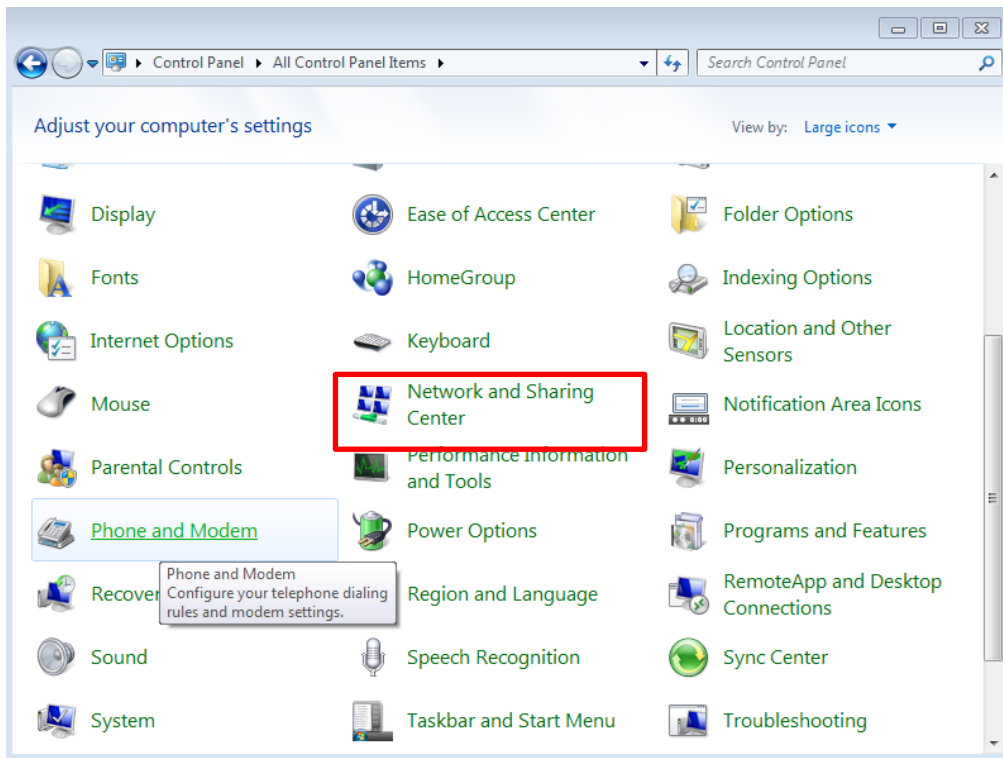 Control Panel All Control Panel Items Search Control Panel
Adjust your computer's settings View by: Large icons
Display Ease of Access Center Folder Options
Fonts HomeGroup Indexing Options
Internet Options Keyboard Location and Other
Sensors
Mouse Network and Sharing
Center Notification Area Icons
Parental Controls Performance Information
and Tools Personalization
Phone and Modem Power Options Programs and Features
Phone and Modem
Configure your telephone dialing
rules and modem settings.
Recover Region and Language RemoteApp and Desktop
Connections
Sound Speech Recognition Sync Center
System Taskbar and Start Menu Troubleshooting